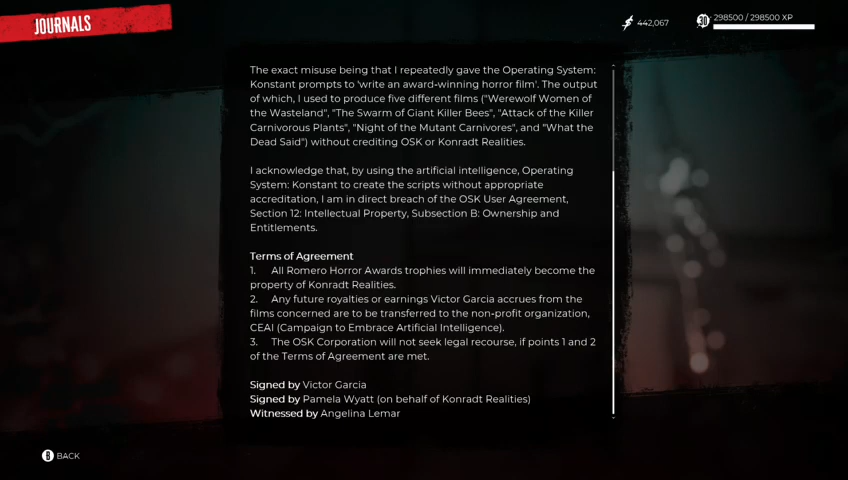 JOURNALS
442,067
30
298500 / 298500 XP
The exact misuse being that I repeatedly gave the Operating System:
Konstant prompts to 'write an award-winning horror film'. The output
of which, I used to produce five different films ("Werewolf Women of
the Wasteland", "The Swarm of Giant Killer Bees", "Attack of the Killer
Carnivorous Plants", "Night of the Mutant Carnivores", and "What the
Dead Said") without crediting OSK or Konradt Realities.
I acknowledge that, by using the artificial intelligence, Operating
System: Konstant to create the scripts without appropriate
accreditation, I am in direct breach of the OSK User Agreement,
Section 12: Intellectual Property, Subsection B: Ownership and
Entitlements.
Terms of Agreement
1. All Romero Horror Awards trophies will immediately become the
property of Konradt Realities.
2. Any future royalties or earnings Victor Garcia accrues from the
films concerned are to be transferred to the non-profit organization,
CEAI (Campaign to Embrace Artificial Intelligence).
3. The OSK Corporation will not seek legal recourse, if points 1 and 2
of the Terms of Agreement are met.
Signed by Victor Garcia
Signed by Pamela Wyatt (on behalf of Konradt Realities)
Witnessed by Angelina Lemar
B BACK